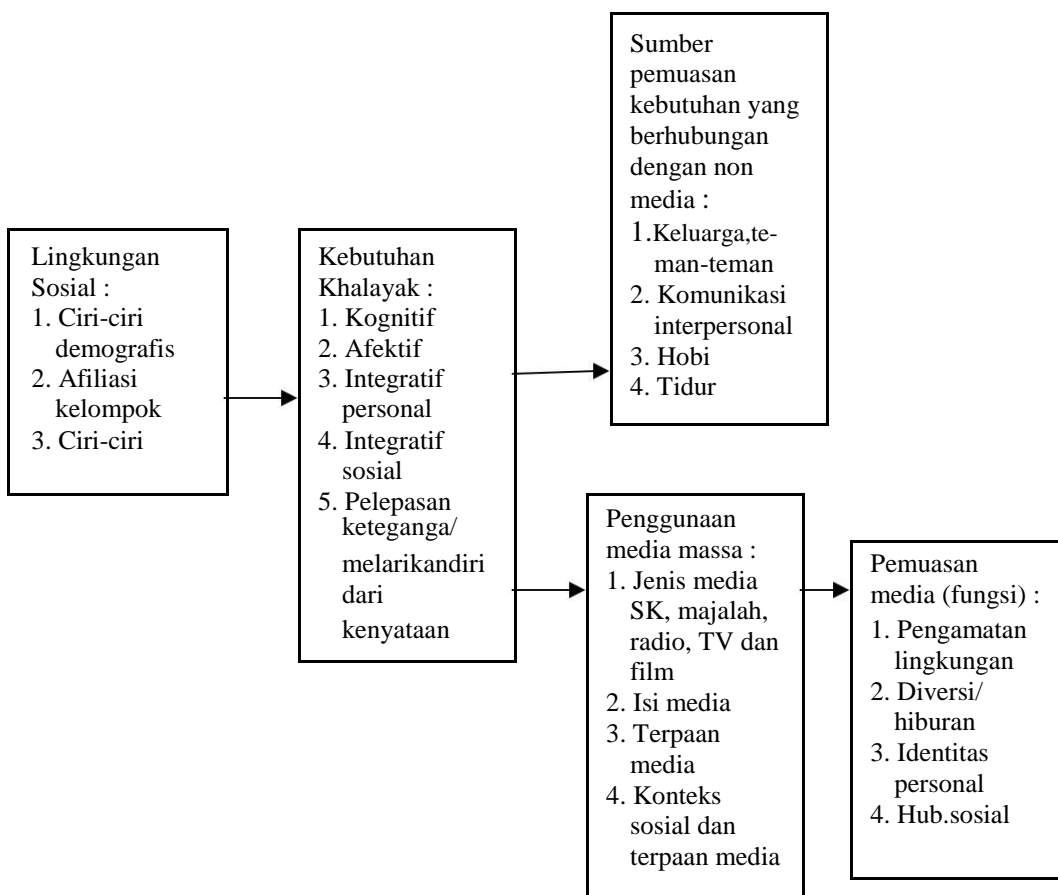 Lingkungan
Sosial :
1. Ciri-ciri
demografis
2. Afiliasi
kelompok
3. Ciri-ciri
Kebutuhan
Khalayak :
1. Kognitif
2. Afektif
3. Integratif
personal
4. Integratif
sosial
5. Pelepasan
keteganga/
melarikandiri
dari
kenyataan
Sumber
pemuasan
kebutuhan yang
berhubungan
dengan non
media :
1.Keluarga,te-
man-teman
2. Komunikasi
interpersonal
3. Hobi
4. Tidur
Penggunaan
media massa :
1. Jenis media
SK, majalah,
radio, TV dan
film
2. Isi media
3. Terpaan
media
4. Konteks
sosial dan
terpaan media
Pemuasan
media (fungsi) :
1. Pengamatan
lingkungan
2. Diversi/
hiburan
3. Identitas
personal
4. Hub.sosial